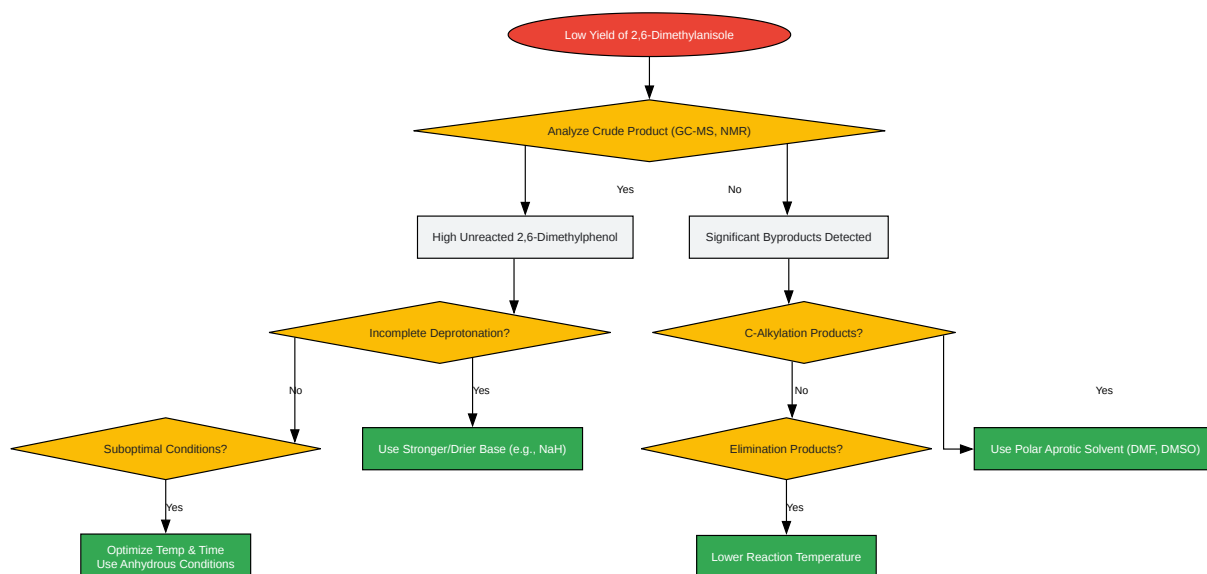 Low Yield of 2,6-Dimethylanisole
Analyze Crude Product (GC-MS, NMR)
Yes
No
High Unreacted 2,6-Dimethylphenol
Significant Byproducts Detected
Incomplete Deprotonation?
C-Alkylation Products?
No
Yes
No
Yes
Suboptimal Conditions?
Use Stronger/Drier Base (e.g., NaH)
Elimination Products?
Use Polar Aprotic Solvent (DMF, DMSO)
Yes
Yes
Optimize Temp & Time
Use Anhydrous Conditions
Lower Reaction Temperature